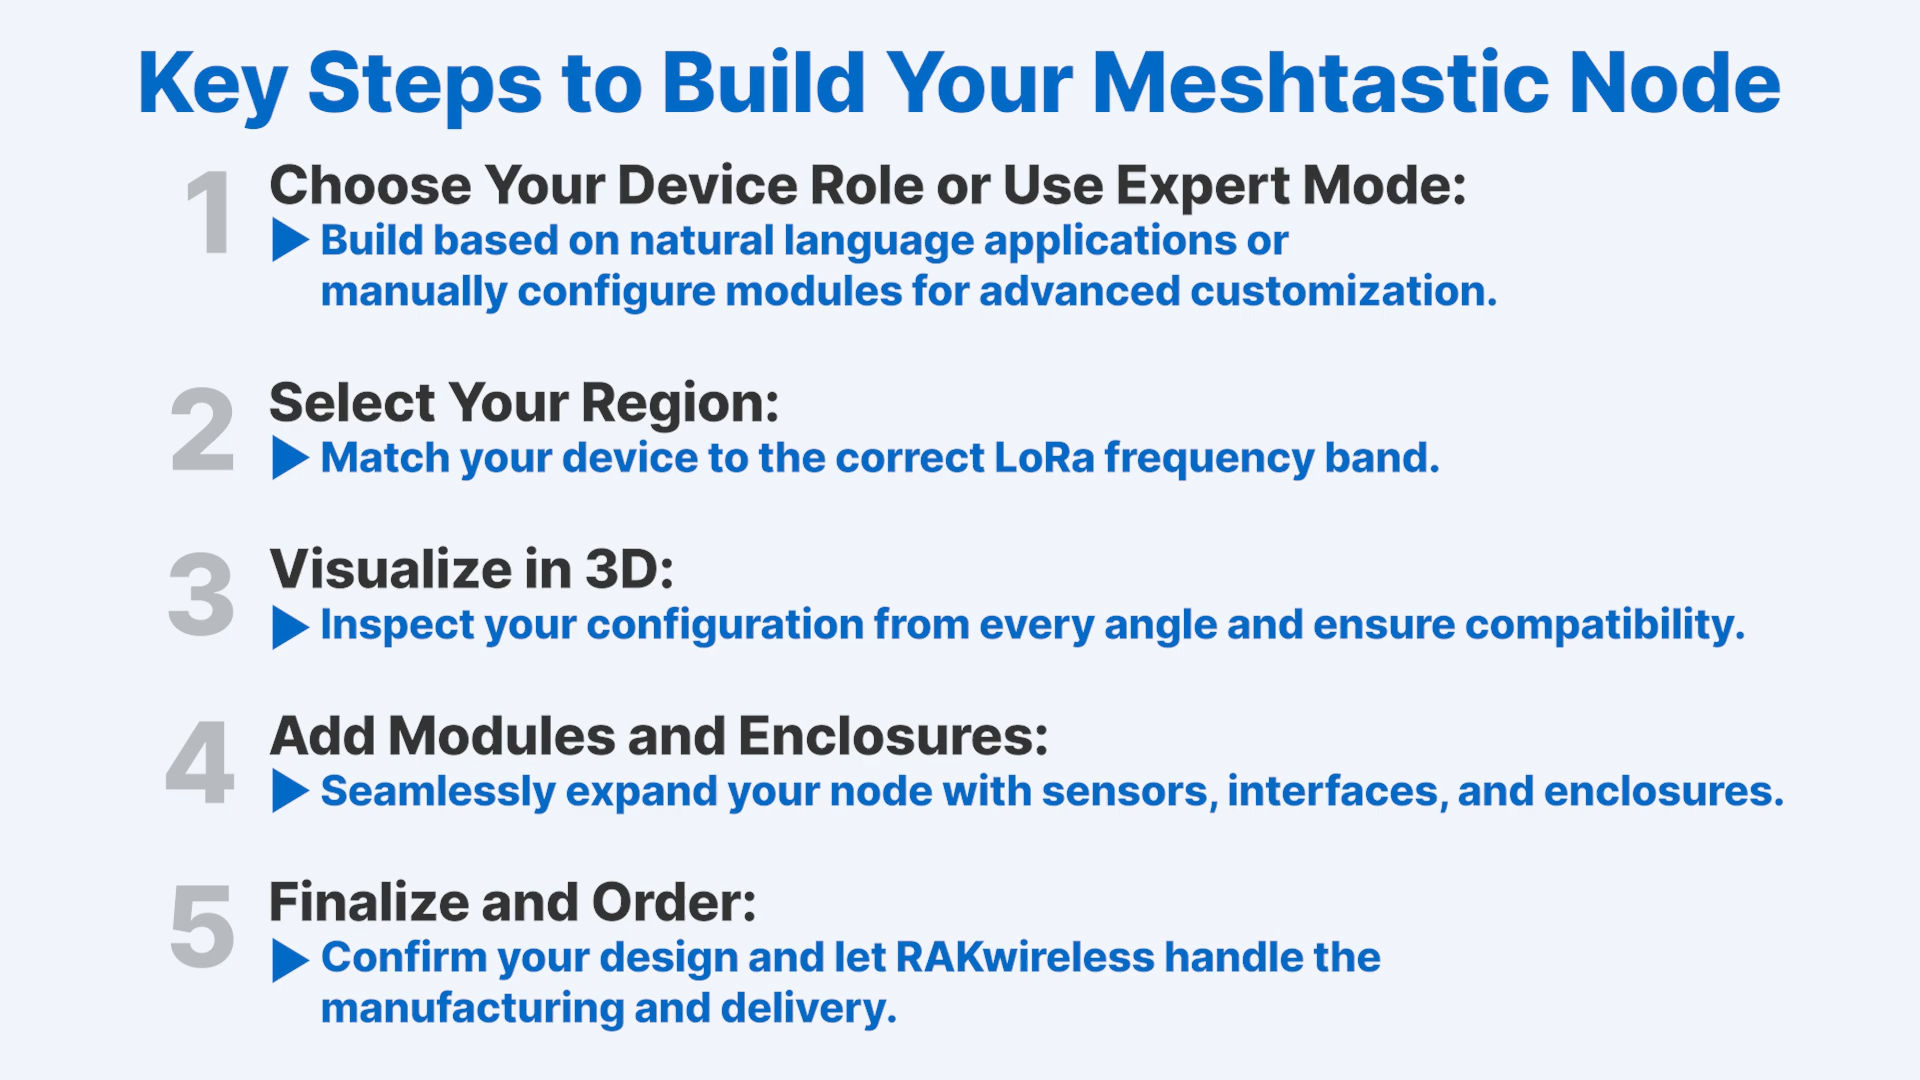 Key Steps to Build Your Meshtastic Node
1 Choose Your Device Role or Use Expert Mode:
Build based on natural language applications or
manually configure modules for advanced customization.
2 Select Your Region:
Match your device to the correct LoRa frequency band.
3 Visualize in 3D:
Inspect your configuration from every angle and ensure compatibility.
4 Add Modules and Enclosures:
Seamlessly expand your node with sensors, interfaces, and enclosures.
5 Finalize and Order:
Confirm your design and let RAKwireless handle the
manufacturing and delivery.